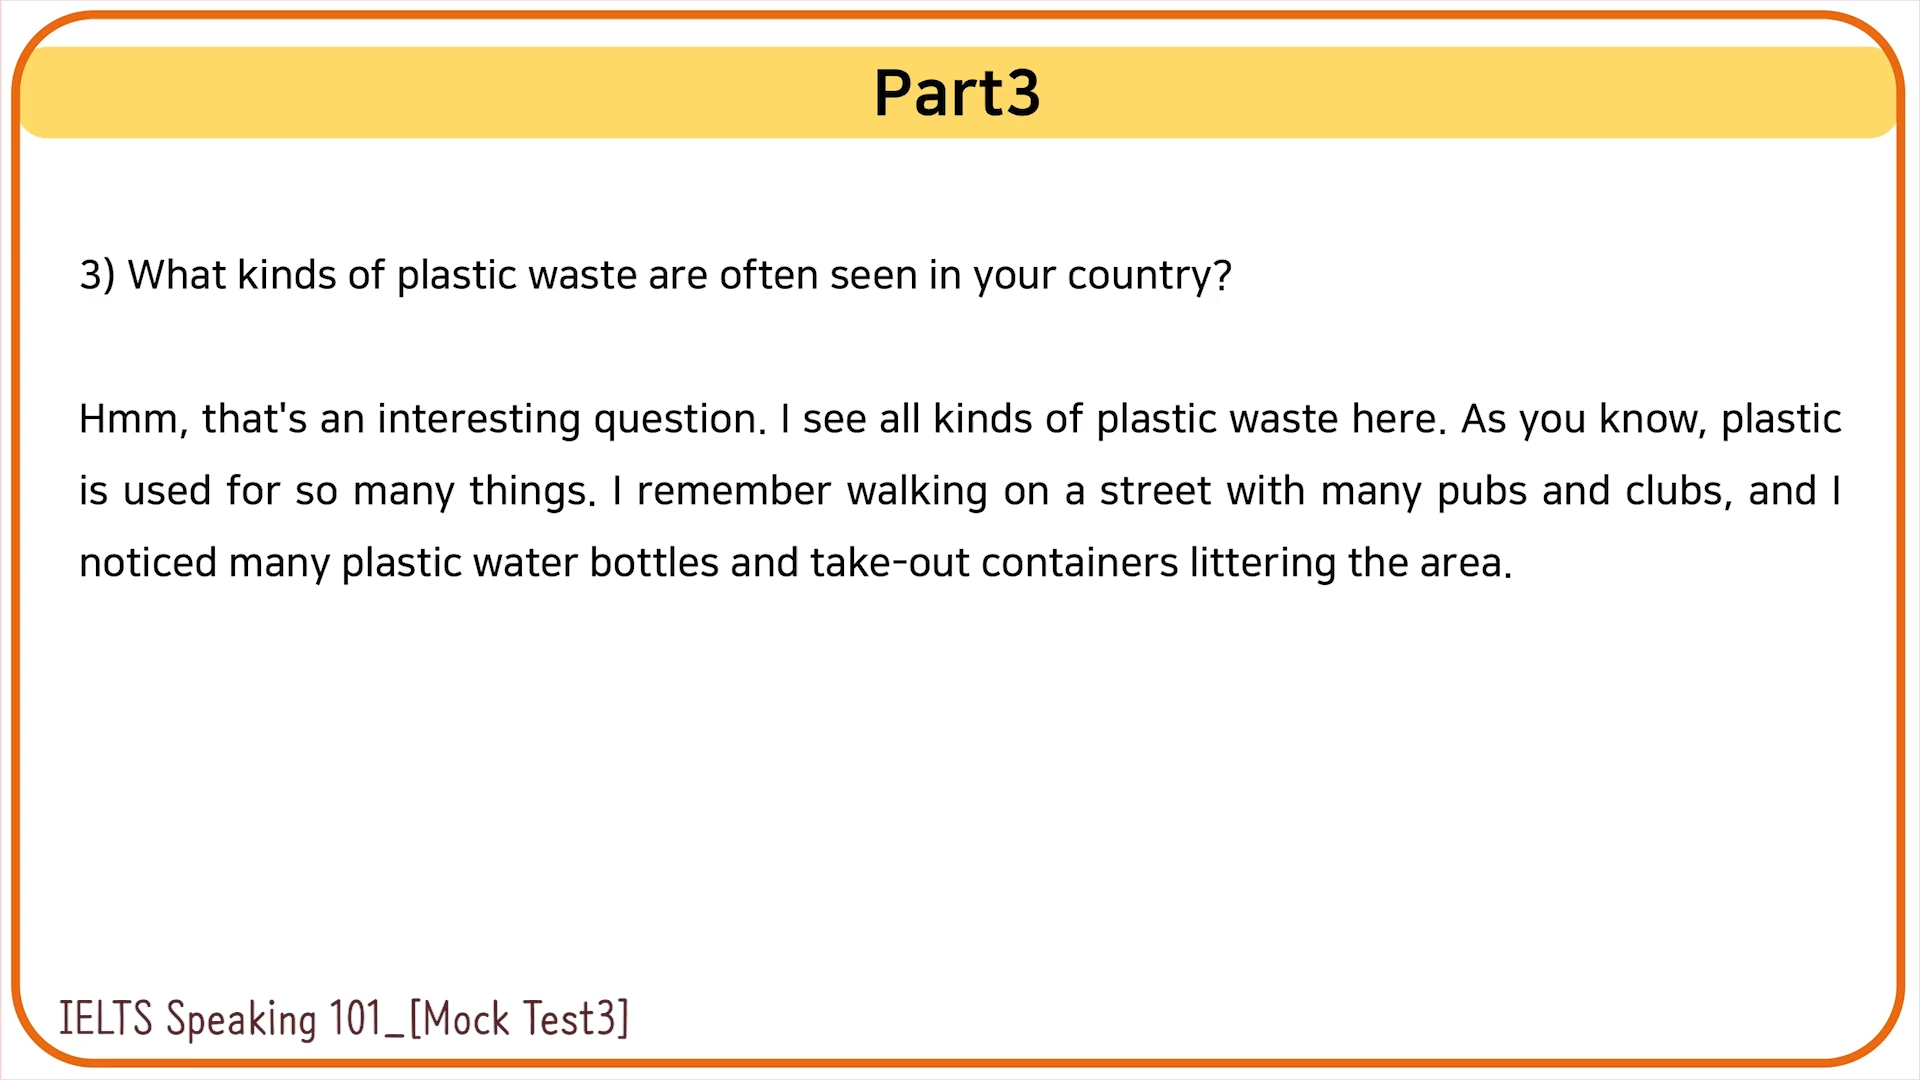 Part3
3) What kinds of plastic waste are often seen in your country?
Hmm, that's an interesting question. I see all kinds of plastic waste here. As you know, plastic
is used for so many things. I remember walking on a street with many pubs and clubs, and I
noticed many plastic water bottles and take-out containers littering the area.
IELTS Speaking 101_[Mock Test3]